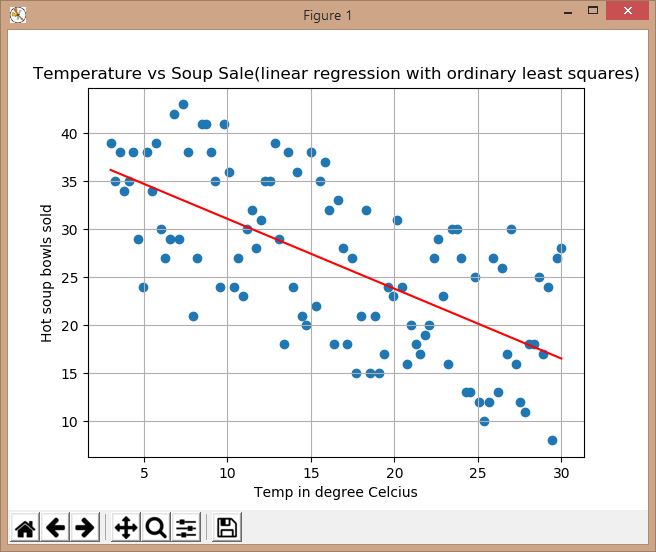 Figure 1
Temperature vs Soup Sale(linear regression with ordinary least squares)
40
35
30
25
20
15
10
Hot soup bowls sold
5 10 15 20 25 30
Temp in degree Celcius